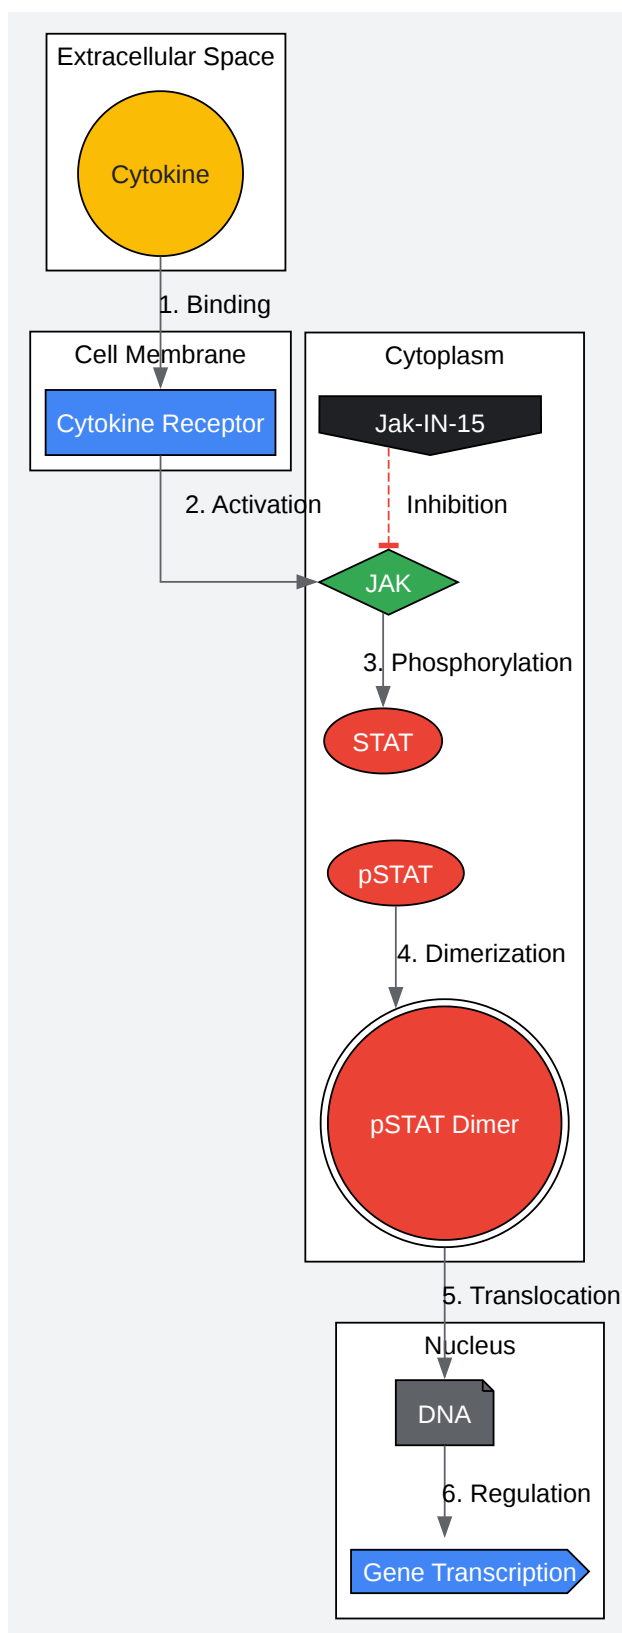 Extracellular Space
Cytokine
1. Binding
Cell Membrane
Cytokine Receptor
2. Activation
Cytoplasm
Jak-IN-15
Inhibition
JAK
3. Phosphorylation
STAT
pSTAT
4. Dimerization
pSTAT Dimer
5. Translocation
Nucleus
DNA
6. Regulation
Gene Transcription